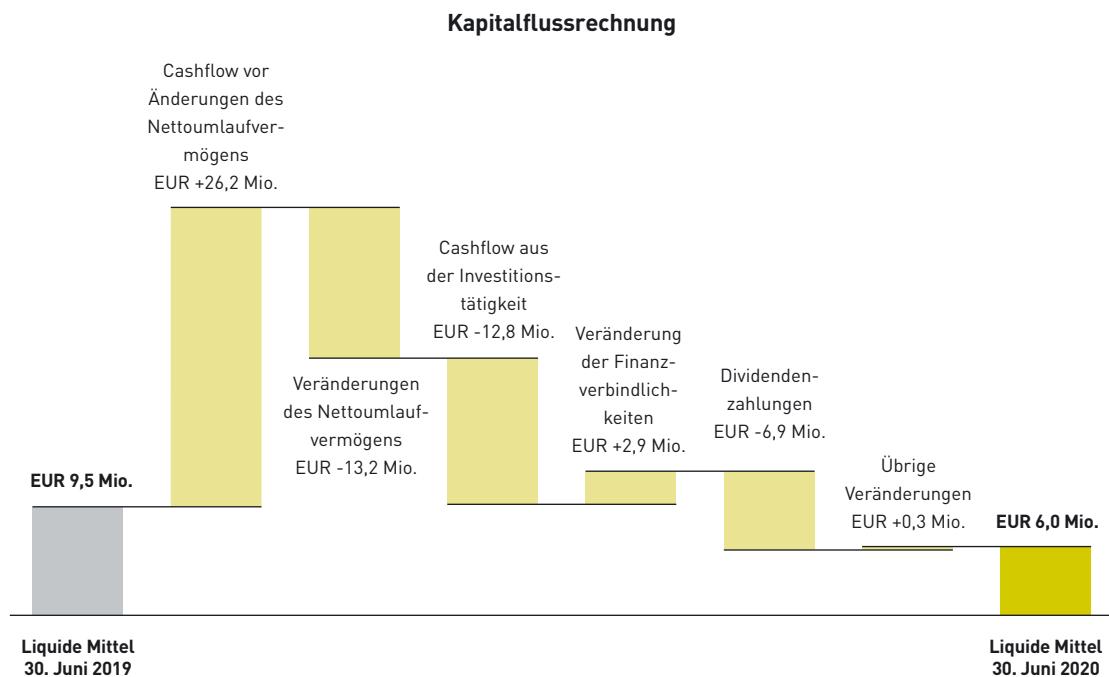 Kapitalflussrechnung
Cashflow vor
Änderungen des
Nettoumlaufver-
mögens
EUR +26,2 Mio.
Cashflow aus
der Investitions-
tätigkeit
EUR -12,8 Mio.
Veränderung
der Finanz-
verbindlich-
keiten
EUR +2,9 Mio.
Dividenden-
zahlungen
EUR -6,9 Mio.
Veränderungen
des Nettoumlauf-
vermögens
EUR -13,2 Mio.
Übrige
Veränderungen
EUR +0,3 Mio.
EUR 9,5 Mio.
EUR 6,0 Mio.
Liquide Mittel
30. Juni 2019
Liquide Mittel
30. Juni 2020